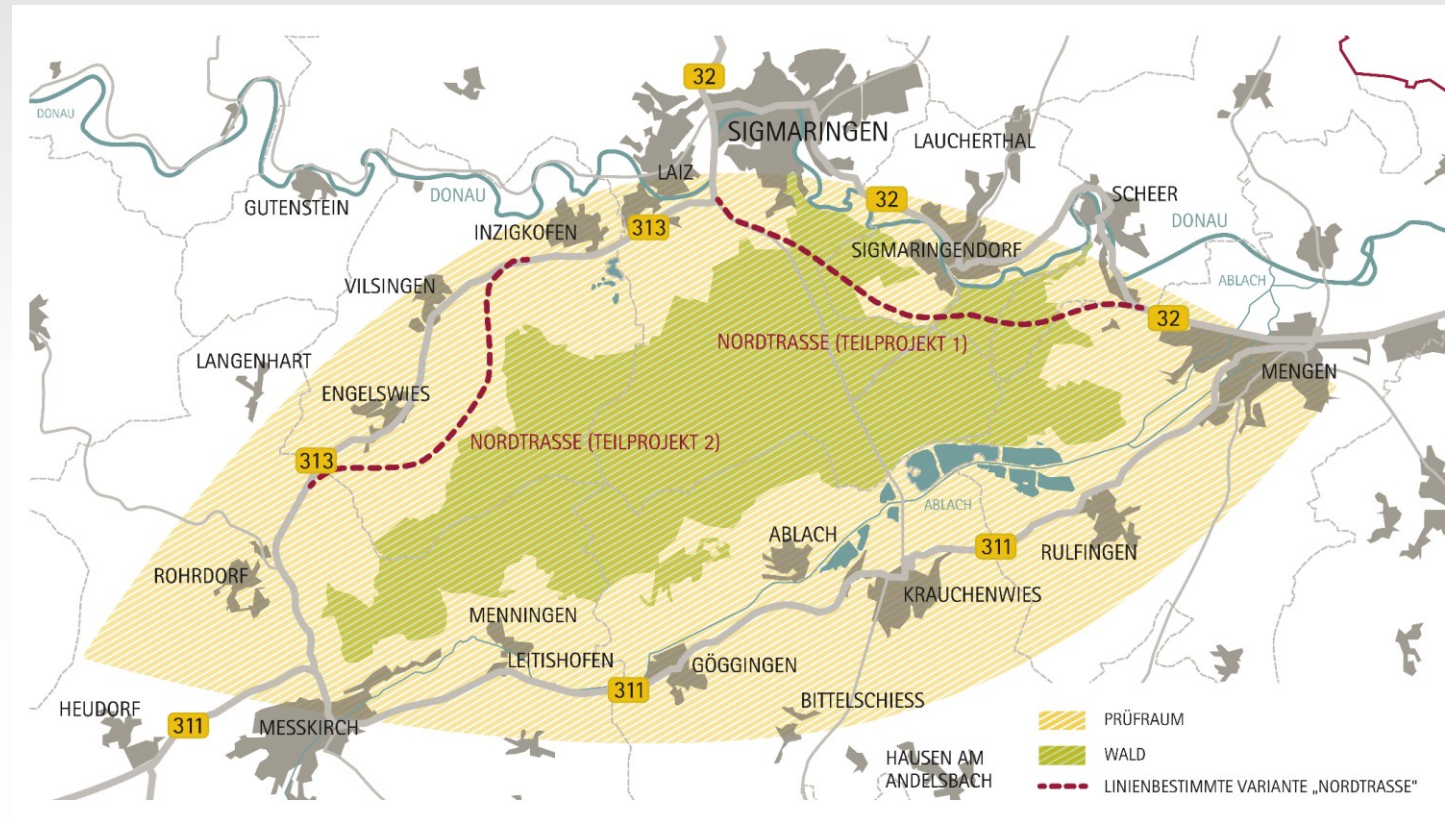 32
DONAU
SIGMARINGEN
LAUCHERTHAL
LAIZ
DONAU
GUTENSTEIN
32
SCHEER
DONAU
INZIGKOFEN
313
SIGMARINGENDORF
VILSINGEN
ABLACH
32
NORDTRASSE (TEILPROJEKT 1)
LANGENHART
MENGEN
ENGELSWIES
NORDTRASSE (TEILPROJEKT 2)
313
ABLACH
ABLACH
311
RULFINGEN
ROHRDORF
KRAUCHENWIES
MENNINGEN
LEITISHOFEN
GÖGGINGEN
311
BITTELSCHIESS
HEUDORF
311
MESSKIRCH
HAUSEN AM
ANDELSBACH
PRÜFRAUM
WALD
LINIENBESTIMMTE VARIANTE „NORDTRASSE"